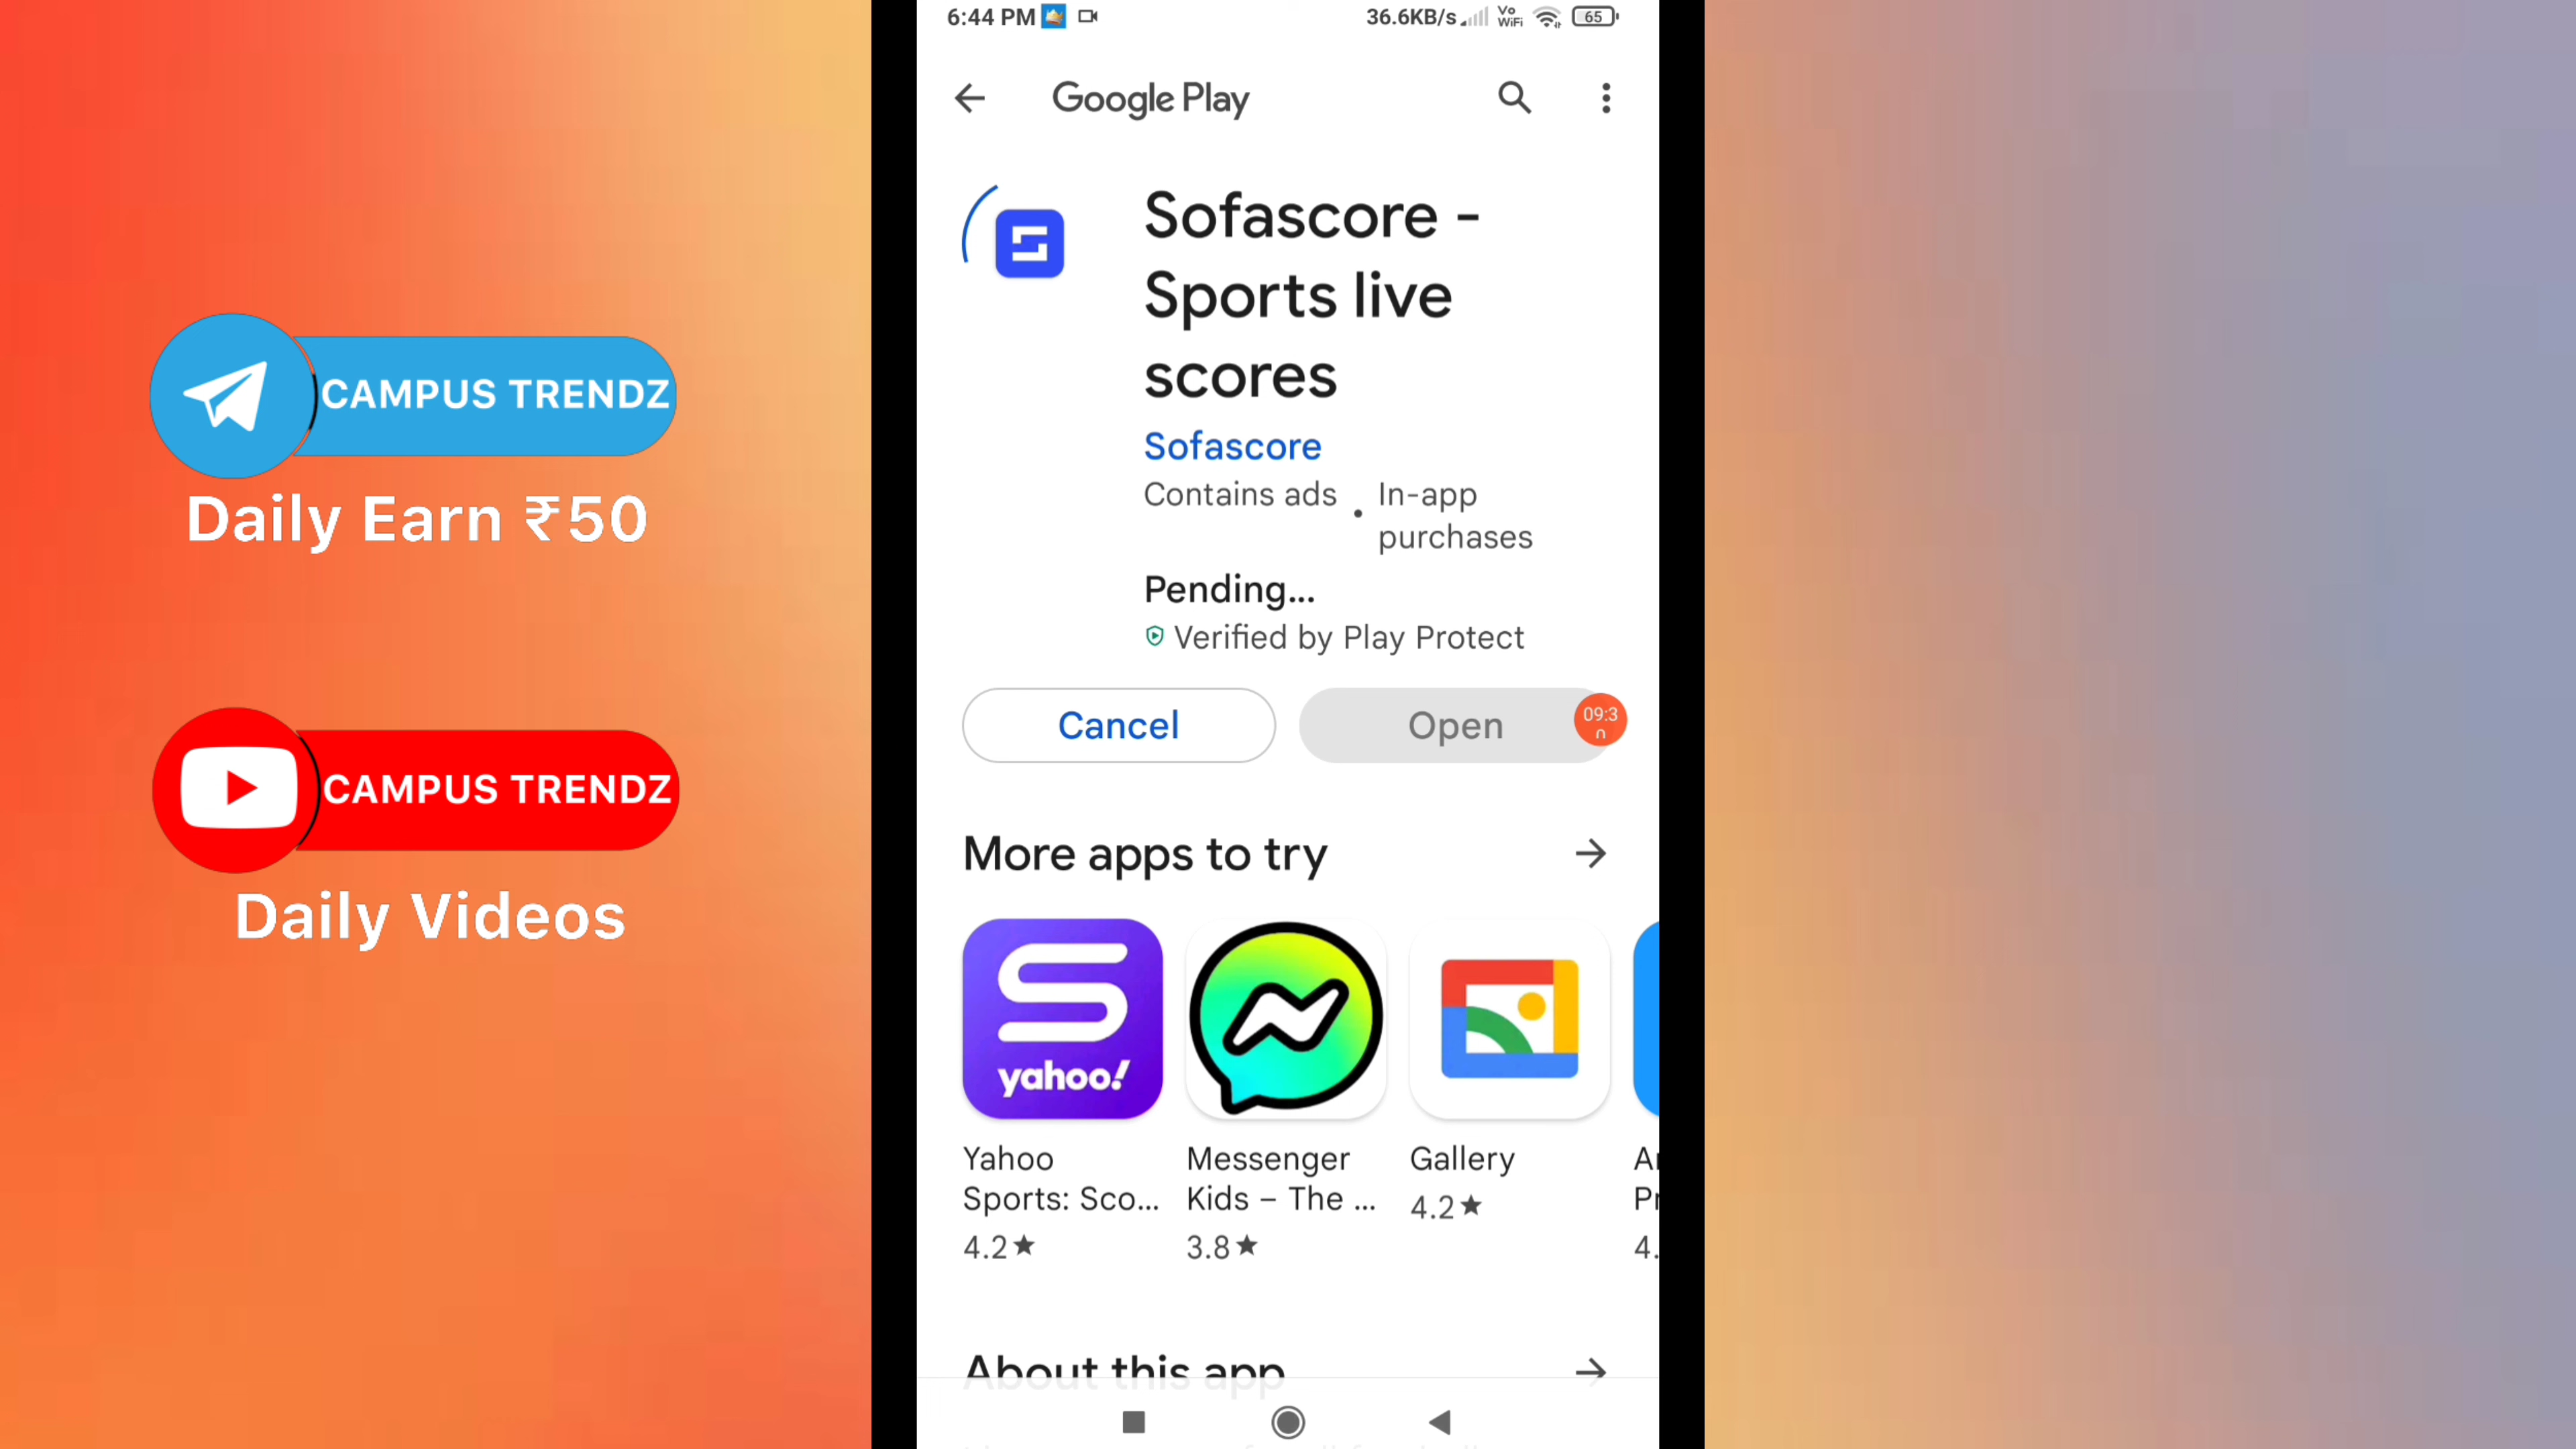 CAMPUS TRENDZ
Daily Earn ₹50
CAMPUS TRENDZ
Daily Videos
6:44 PM
36.6KB/s
Vo
WiFi
65
Google Play
Sofascore -
Sports live
scores
Sofascore
Contains ads • In-app
purchases
Pending...
Verified by Play Protect
Cancel
Open
09:3
More apps to try
yahoo!
Yahoo
Sports: Sco...
4.2★
Messenger
Kids – The ...
3.8★
Gallery
4.2★
4.
About this app